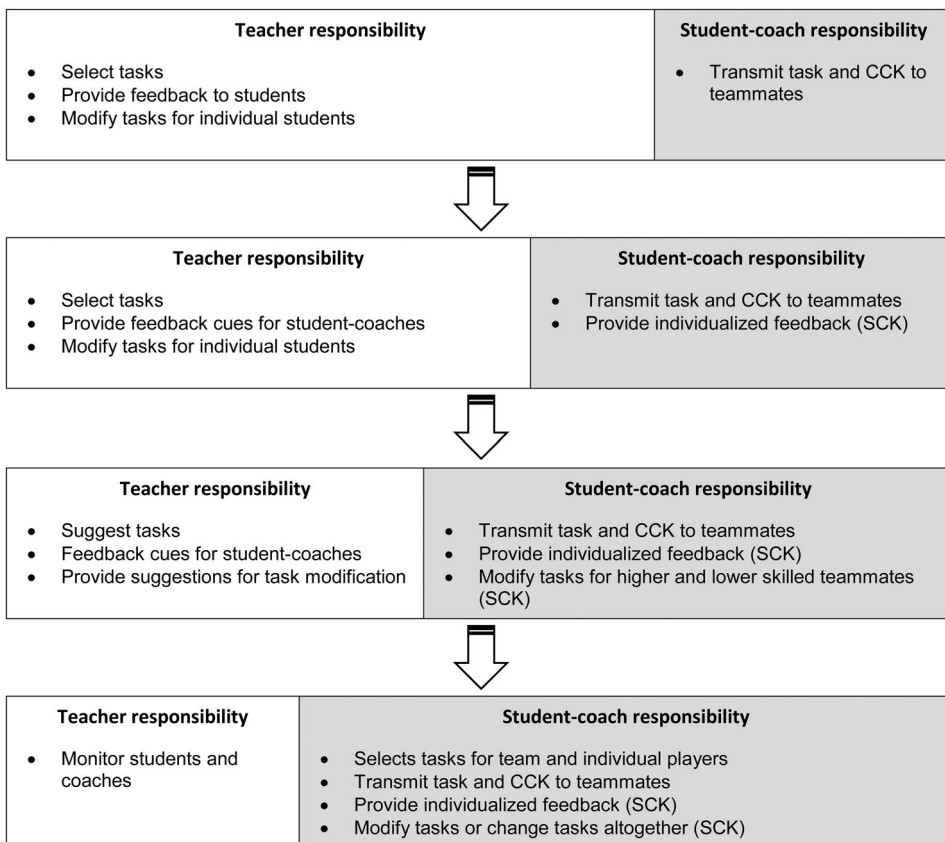 Teacher responsibility
• Select tasks
• Provide feedback to students
• Modify tasks for individual students
Student-coach responsibility
• Transmit task and CCK to
teammates
Teacher responsibility
• Select tasks
• Provide feedback cues for student-coaches
• Modify tasks for individual students
Student-coach responsibility
• Transmit task and CCK to teammates
• Provide individualized feedback (SCK)
Teacher responsibility
• Suggest tasks
• Feedback cues for student-coaches
• Provide suggestions for task modification
Student-coach responsibility
• Transmit task and CCK to teammates
• Provide individualized feedback (SCK)
• Modify tasks for higher and lower skilled teammates
(SCK)
Teacher responsibility
• Monitor students and
coaches
Student-coach responsibility
• Selects tasks for team and individual players
• Transmit task and CCK to teammates
• Provide individualized feedback (SCK)
• Modify tasks or change tasks altogether (SCK)